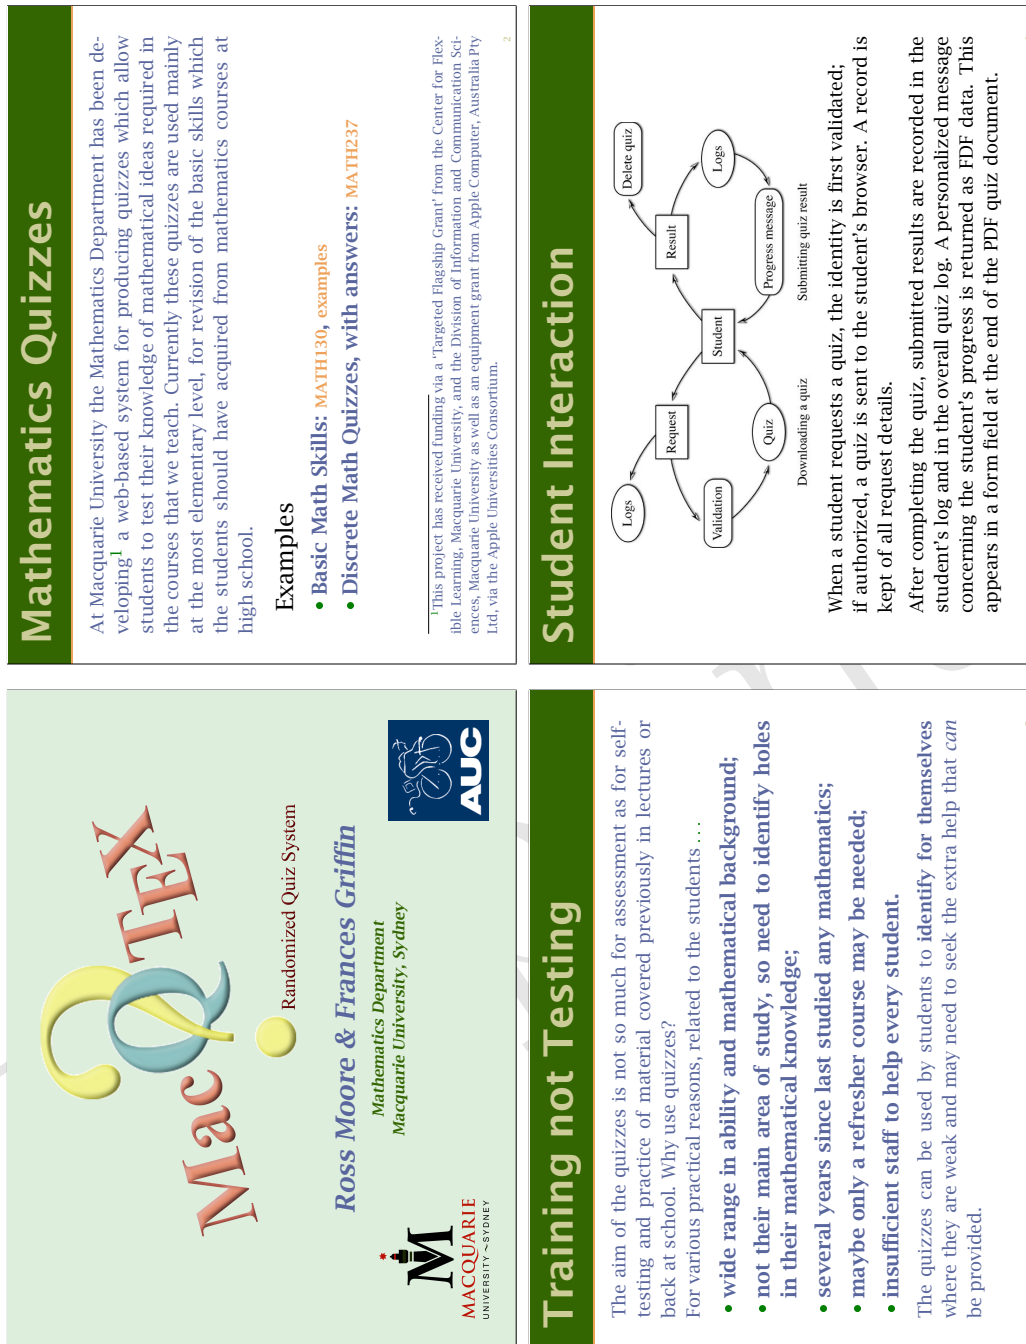 Mac Q TEX
Randomized Quiz System
Ross Moore & Frances Griffin
Mathematics Department
Macquarie University, Sydney
MACQUARIE
UNIVERSITY~SYDNEY
AUC
Mathematics Quizzes
At Macquarie University the Mathematics Department has been de-
veloping1 a web-based system for producing quizzes which allow
students to test their knowledge of mathematical ideas required in
the courses that we teach. Currently these quizzes are used mainly
at the most elementary level, for revision of the basic skills which
the students should have acquired from mathematics courses at
high school.
Examples
• Basic Math Skills: MATH130, examples
• Discrete Math Quizzes, with answers: MATH237
1This project has received funding via a 'Targeted Flagship Grant' from the Center for Flex-
ible Learning, Macquarie University, and the Division of Information and Communication Sci-
ences, Macquarie University as well as an equipment grant from Apple Computer, Australia Pty
Ltd, via the Apple Universities Consortium.
2
Training not Testing
The aim of the quizzes is not so much for assessment as for self-
testing and practice of material covered previously in lectures or
back at school. Why use quizzes?
For various practical reasons, related to the students . . .
• wide range in ability and mathematical background;
• not their main area of study, so need to identify holes
in their mathematical knowledge;
• several years since last studied any mathematics;
• maybe only a refresher course may be needed;
• insufficient staff to help every student.
The quizzes can be used by students to identify for themselves
where they are weak and may need to seek the extra help that can
be provided.
Student Interaction
Logs
Request
Validation
Quiz
Downloading a quiz
Student
Result
Delete quiz
Logs
Progress message
Submitting quiz result
When a student requests a quiz, the identity is first validated;
if authorized, a quiz is sent to the student's browser. A record is
kept of all request details.
After completing the quiz, submitted results are recorded in the
student's log and in the overall quiz log. A personalized message
concerning the student's progress is returned as FDF data. This
appears in a form field at the end of the PDF quiz document.